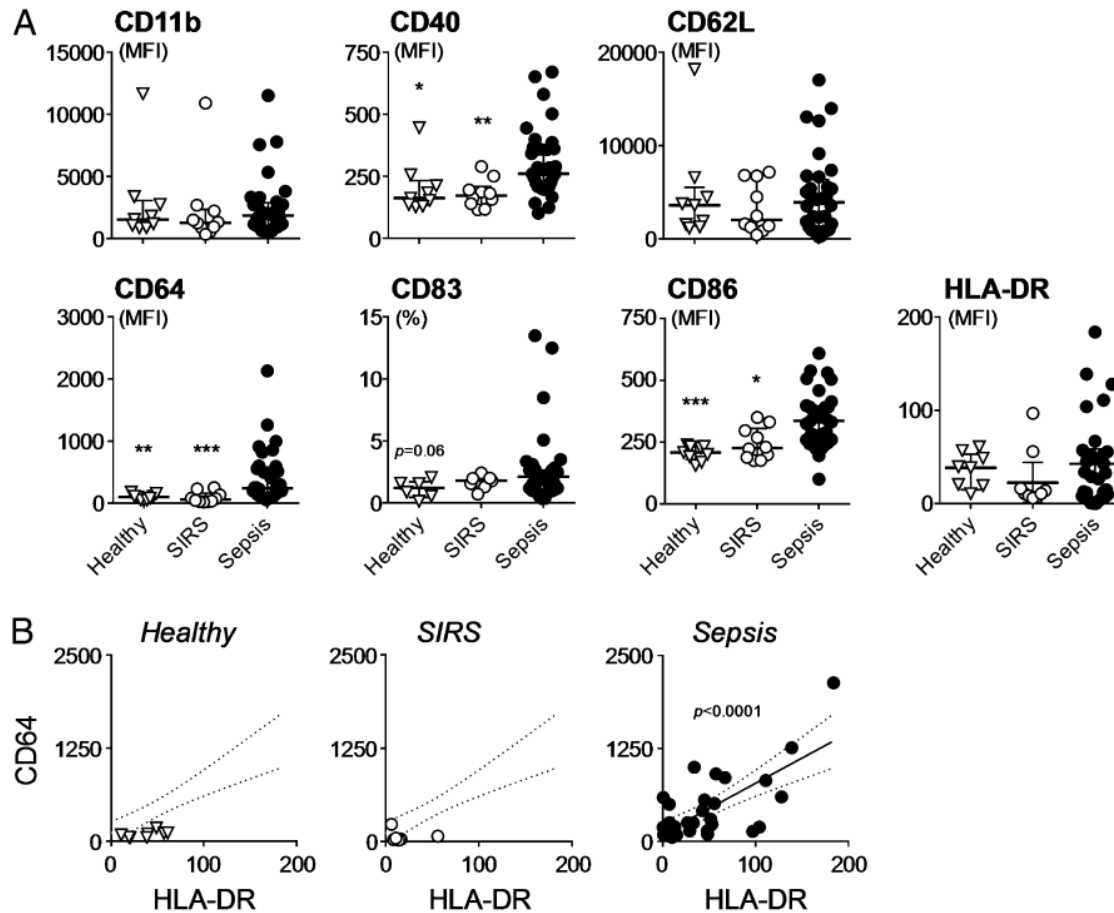 A
CD11b
(MFI)
15000
10000
5000
0
CD40
(MFI)
750
500
250
0
*
**
CD62L
(MFI)
20000
10000
0
CD64
(MFI)
3000
2000
1000
0
**
***
Healthy
SIRS
Sepsis
CD83
(%)
15
10
5
0
p=0.06
Healthy
SIRS
Sepsis
CD86
(MFI)
750
500
250
0
***
*
Healthy
SIRS
Sepsis
HLA-DR
(MFI)
200
100
0
Healthy
SIRS
Sepsis
B
Healthy
CD64
2500
1250
0
0
100
200
HLA-DR
SIRS
2500
1250
0
0
100
200
HLA-DR
Sepsis
2500
1250
0
p<0.0001
0
100
200
HLA-DR